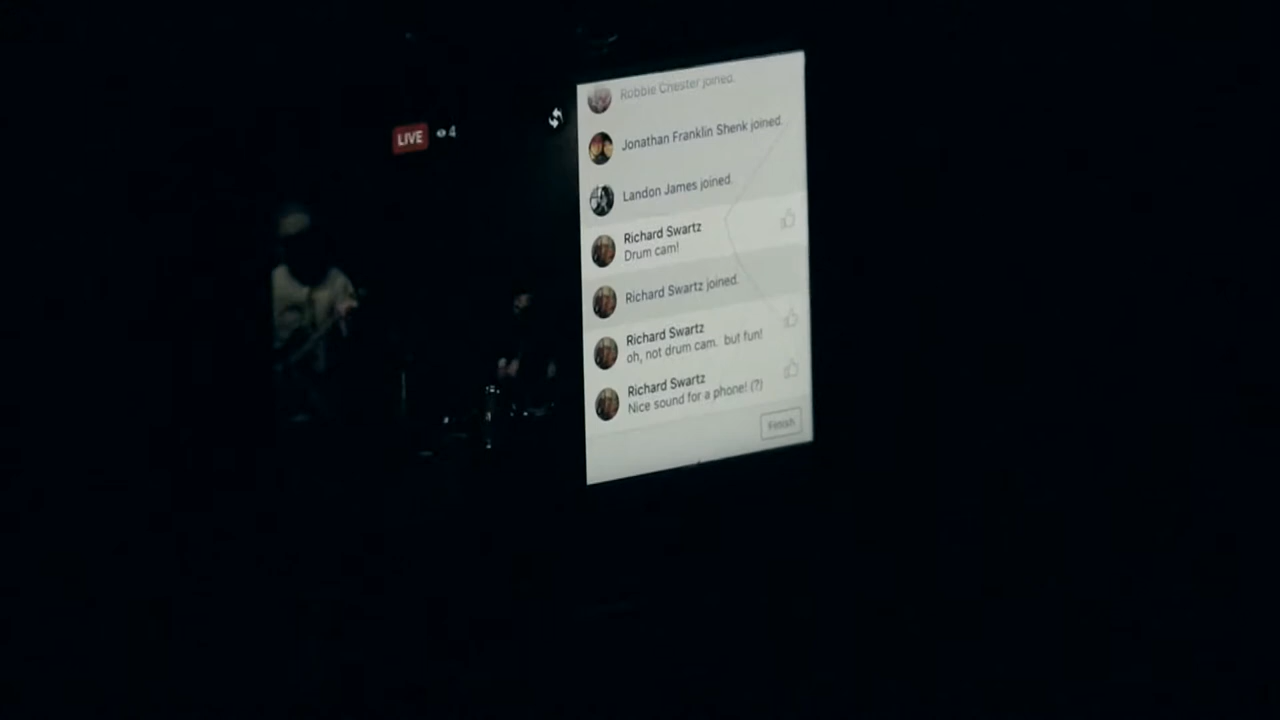 LIVE 4
Robbie Chester joined.
Jonathan Franklin Shenk joined.
Landon James joined.
Richard Swartz
Drum cam!
Richard Swartz joined.
Richard Swartz
oh, not drum cam. but fun!
Richard Swartz
Nice sound for a phone! (?)
Finish